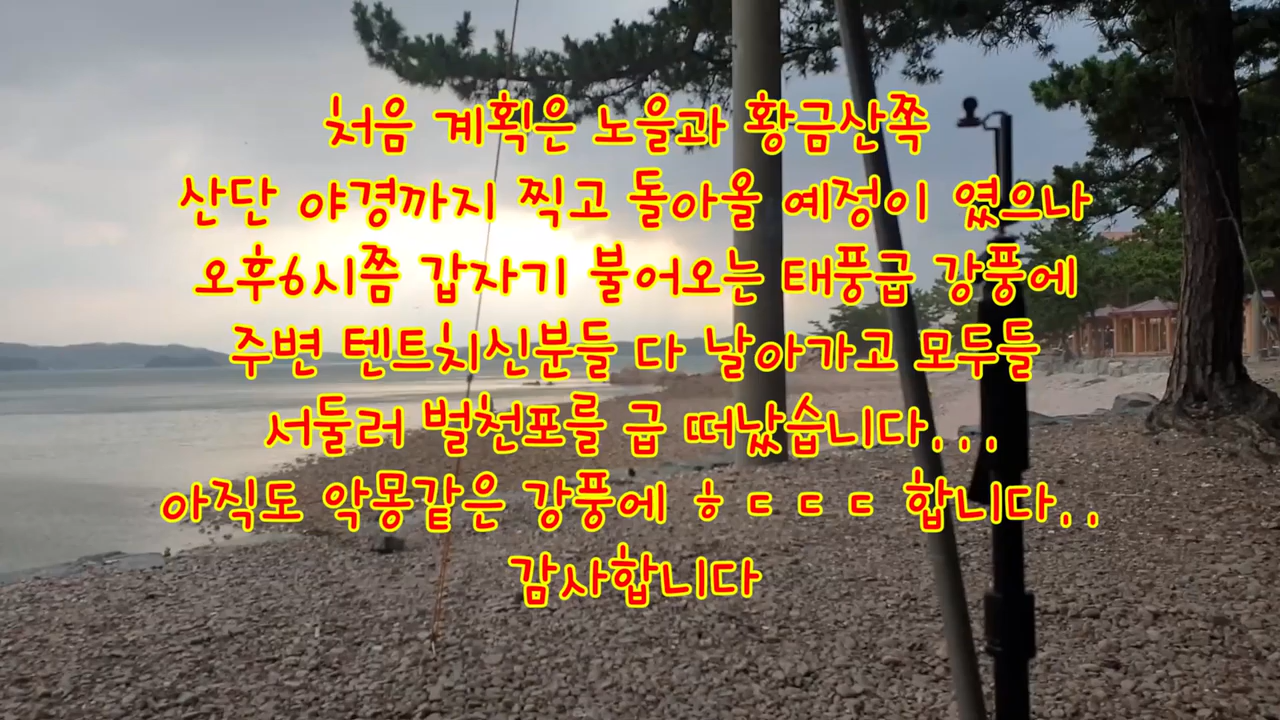 처음 계획은 노을과 황금산쪽
산단 야경까지 찍고 돌아올 예정이 였으나
오후6시쯤 갑자기 불어오는 태풍급 강풍에
주변 텐트치신분들 다 날아가고 모두들
서둘러 벌천포를 급 떠났습니다...
아직도 악몽같은 강풍에 ㅎㄷㄷㄷ 합니다..
감사합니다